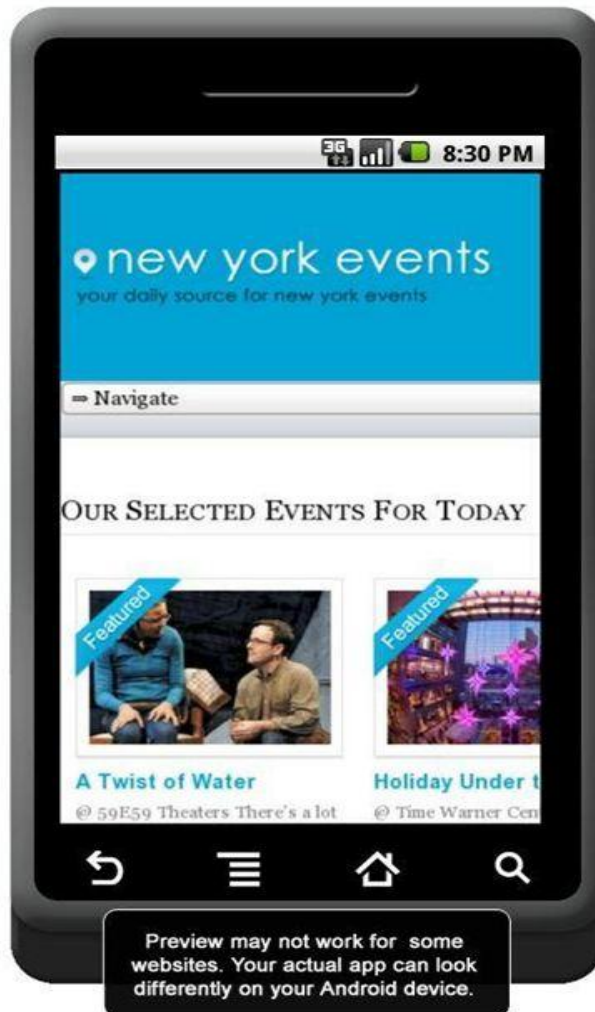 3G
8:30 PM
new york events
your daily source for new york events
⇒ Navigate
Our Selected Events For Today
Featured
Featured
A Twist of Water
Holiday Under t
@ 59E59 Theaters There's a lot
@ Time Warner Cen
Preview may not work for some
websites. Your actual app can look
differently on your Android device.